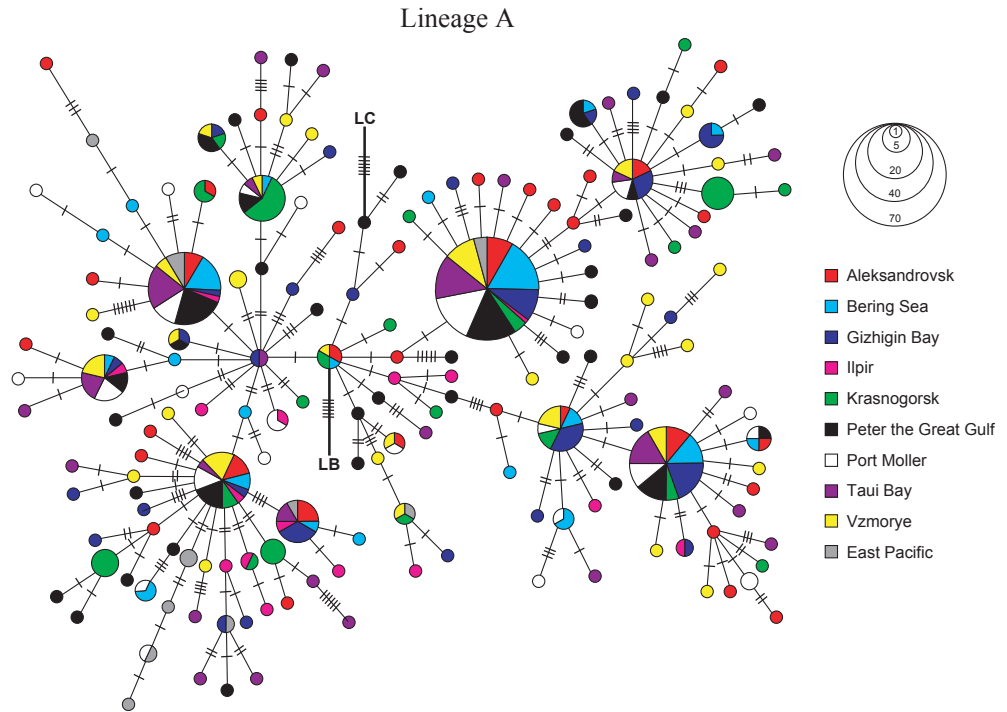 Lineage A
LC
LB
1
5
20
40
70
Aleksandrovsk
Bering Sea
Gizhigin Bay
Ilpir
Krasnogorsk
Peter the Great Gulf
Port Moller
Taui Bay
Vzmorye
East Pacific